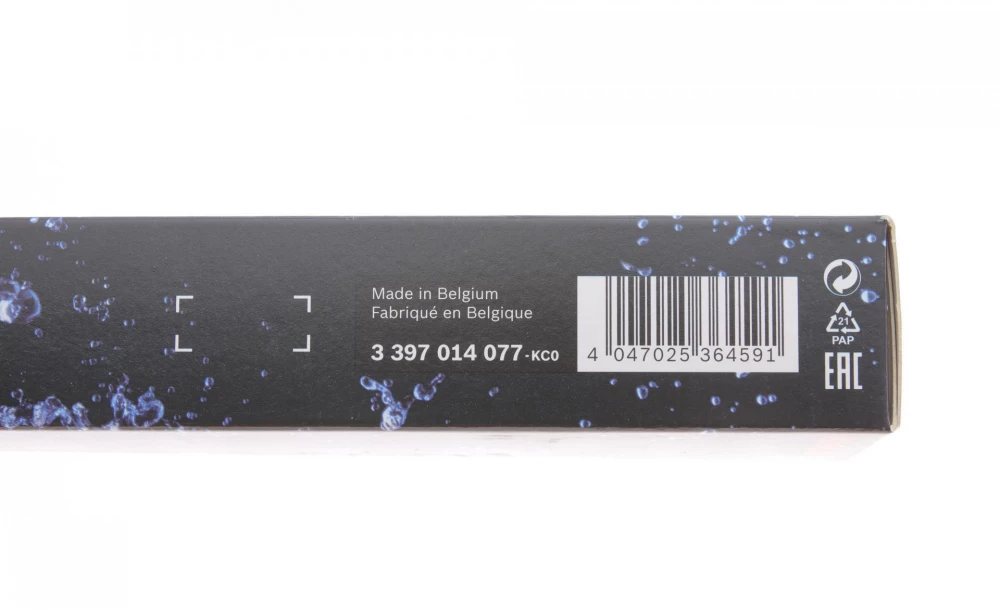 Made in Belgium
Fabriqué en Belgique
3 397 014 077-KC0
4 047025 364591
21
PAP
EAC